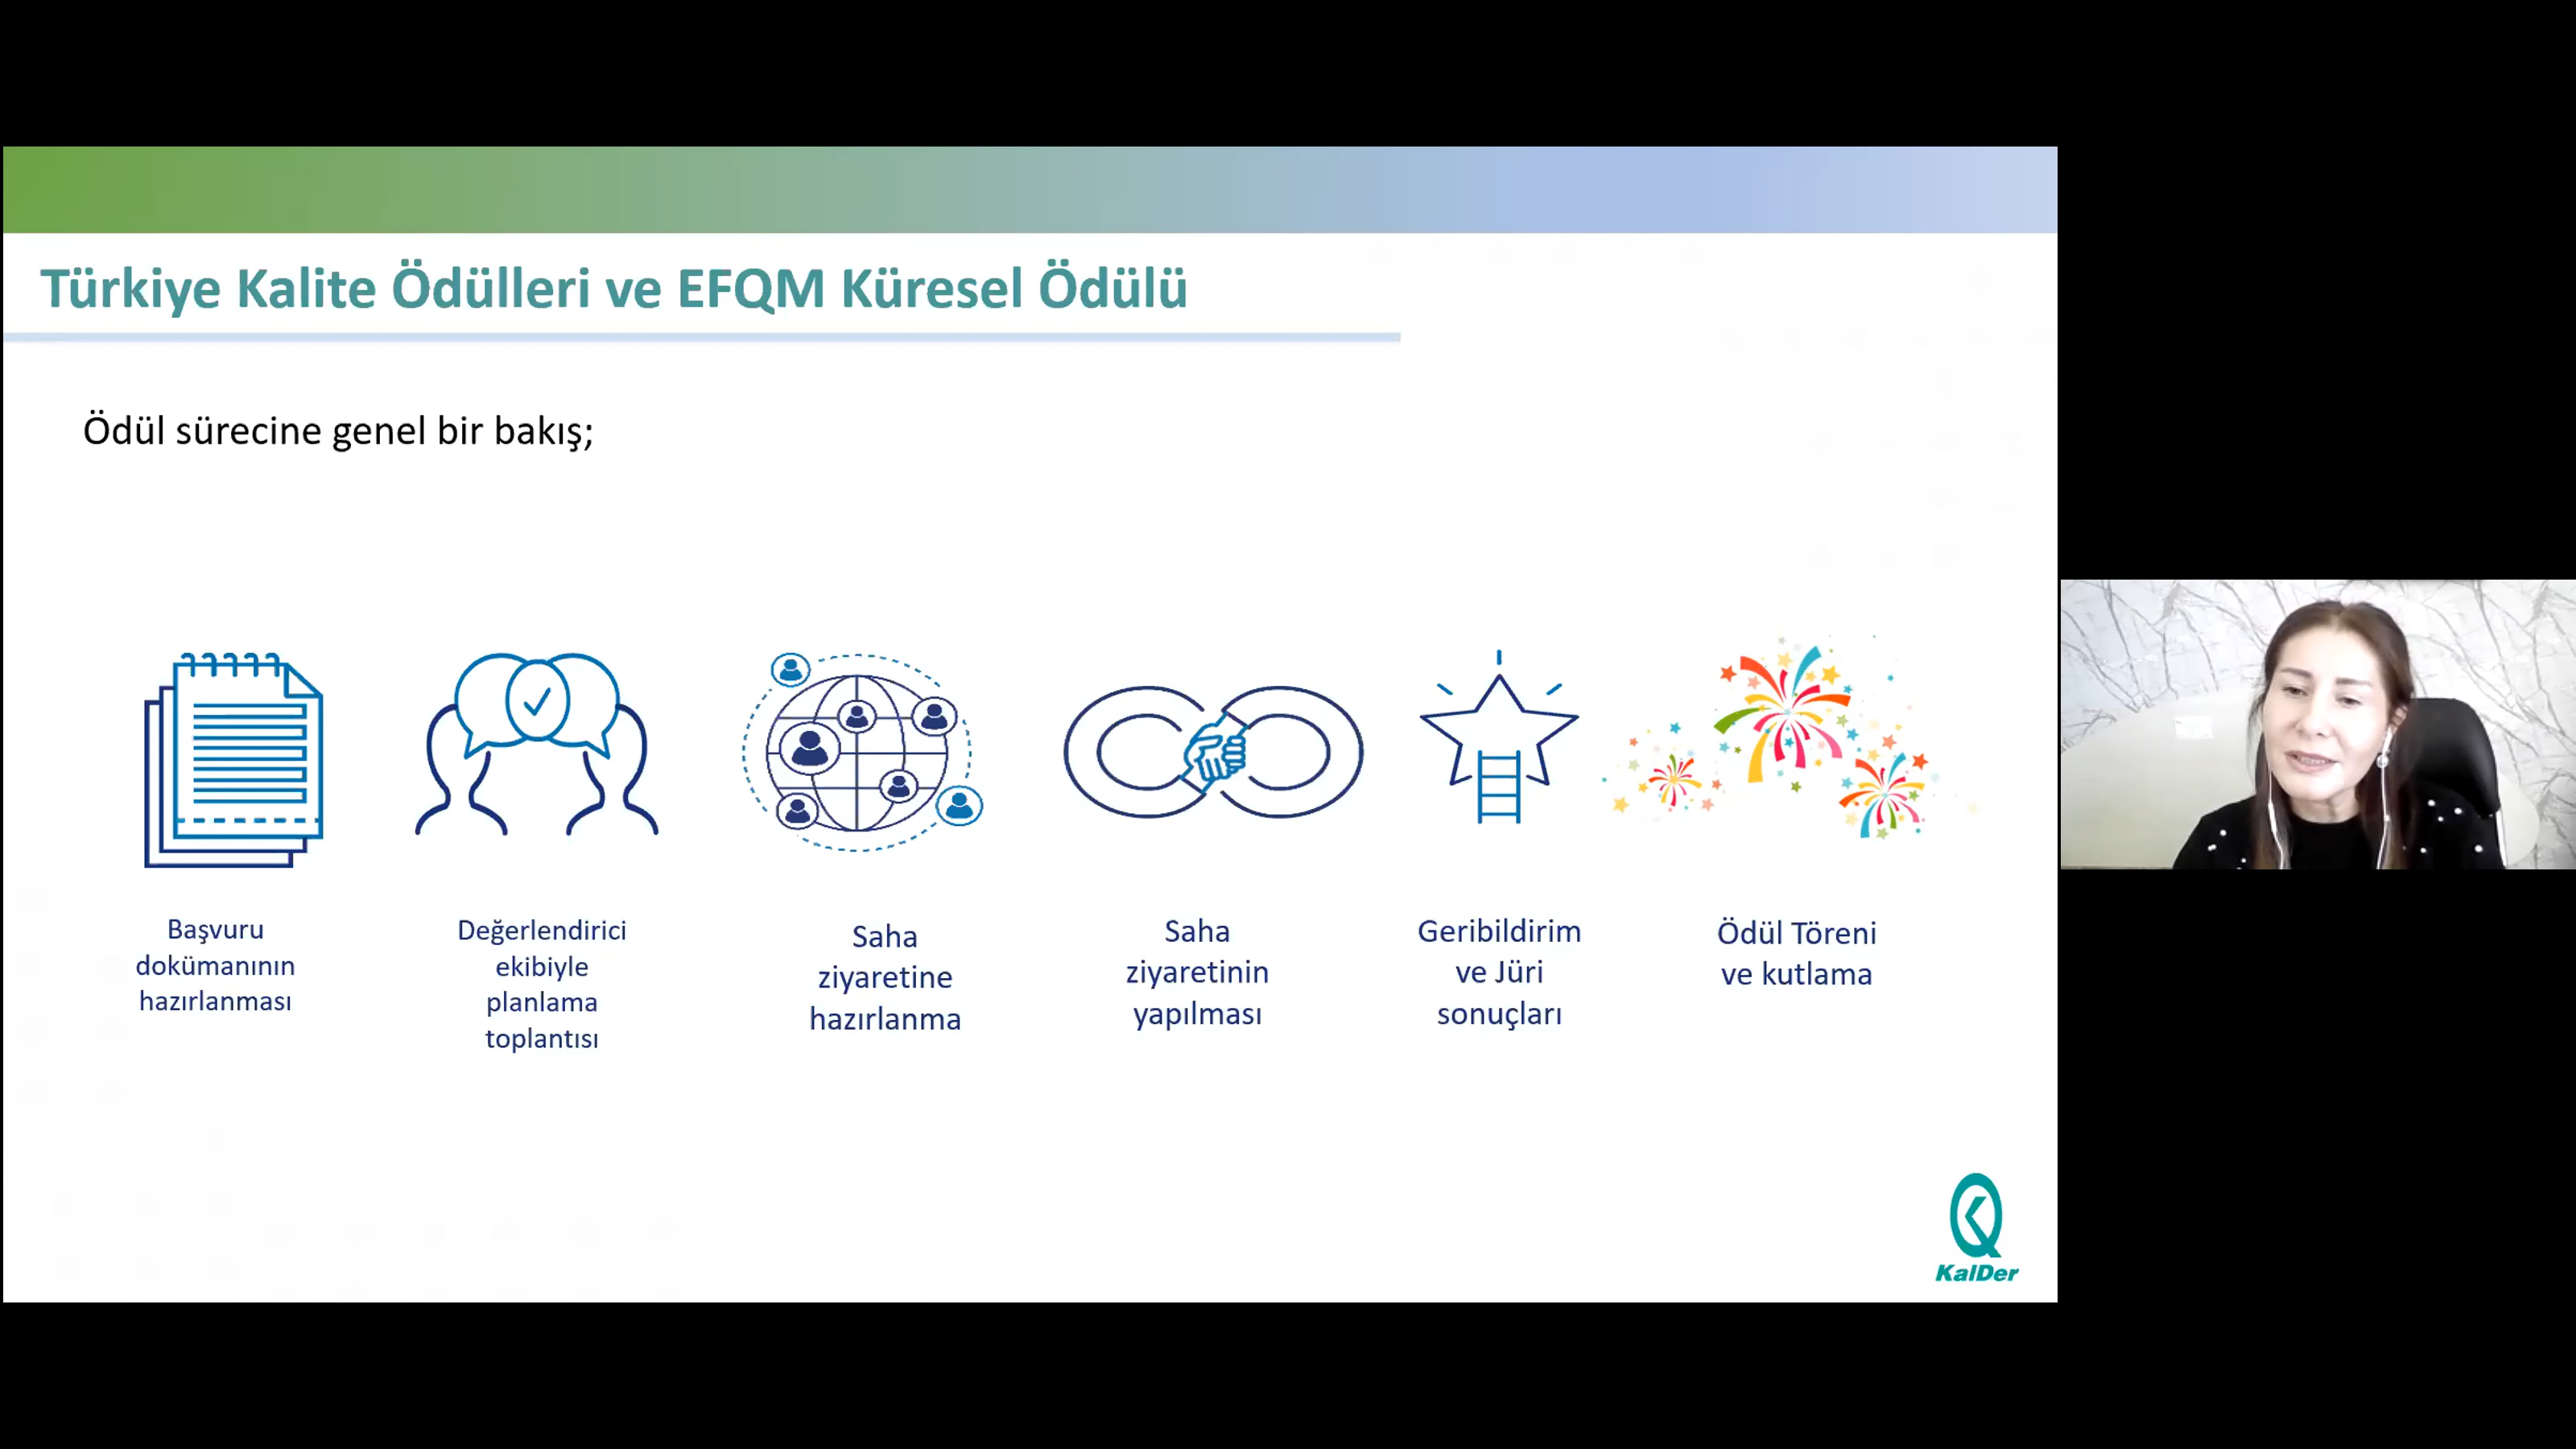 Türkiye Kalite Ödülleri ve EFQM Küresel Ödülü
Ödül sürecine genel bir bakış;
Başvuru
dokümanının
hazırlanması
Değerlendirici
ekibiyle
planlama
toplantısı
Saha
ziyaretine
hazırlanma
Saha
ziyaretinin
yapılması
Geribildirim
ve Jüri
sonuçları
Ödül Töreni
ve kutlama
KalDer